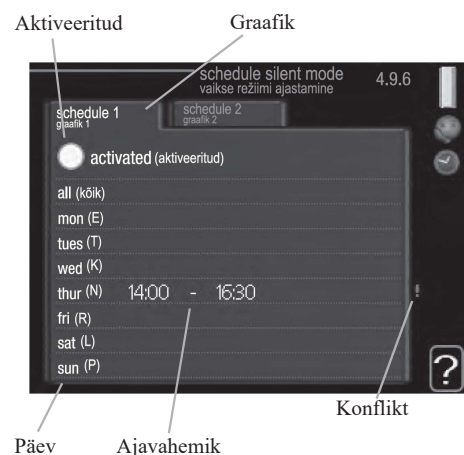 Aktiveeritud Graafik
schedule silent mode 4.9.6
vaikse režiimi ajastamine
schedule 1 schedule 2
graafik 1 graafik 2
activated (aktiveeritud)
all (kõik)
mon (E)
tues (T)
wed (K)
thur (N) 14:00 - 16:30 !
fri (R)
sat (L)
sun (P)
?
Konflikt
Päev Ajavahemik